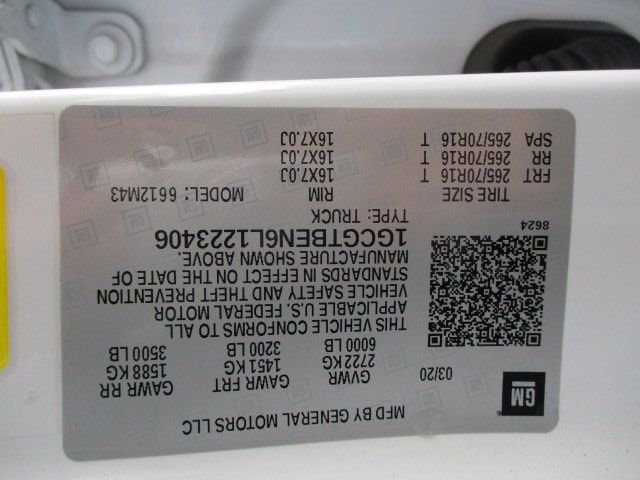 GM
MFD BY GENERAL MOTORS LLC
03/20 GVWR GAWR FRT GAWR RR
2722 KG 1451 KG 1588 KG
6000 LB 3200 LB 3500 LB
THIS VEHICLE CONFORMS TO ALL
APPLICABLE U.S. FEDERAL MOTOR
VEHICLE SAFETY AND THEFT PREVENTION
STANDARDS IN EFFECT ON THE DATE OF
MANUFACTURE SHOWN ABOVE.
1GCGTBEN6L1223406
8624 TYPE: TRUCK MODEL: 6612M43
TIRE SIZE RIM
FRT 265/70R16 T 16X7.0J
RR 265/70R16 T 16X7.0J
SPA 265/70R16 T 16X7.0J